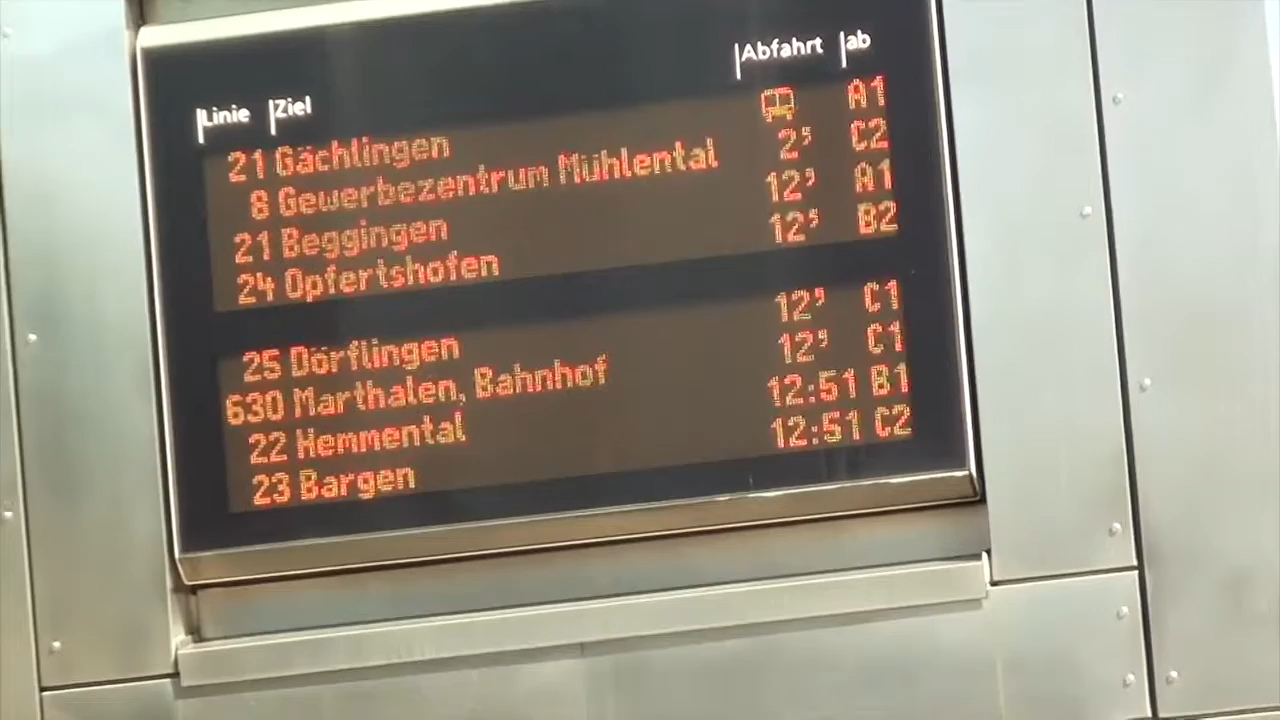 Linie Ziel Abfahrt ab
21 Gächlingen A1
8 Gewerbezentrum Mühlental 2' C2
21 Beggingen 12' A1
24 Opfertshofen 12' B2
25 Dörflingen 12' C1
630 Marthalen, Bahnhof 12' C1
22 Hemmental 12:51 B1
23 Bargen 12:51 C2